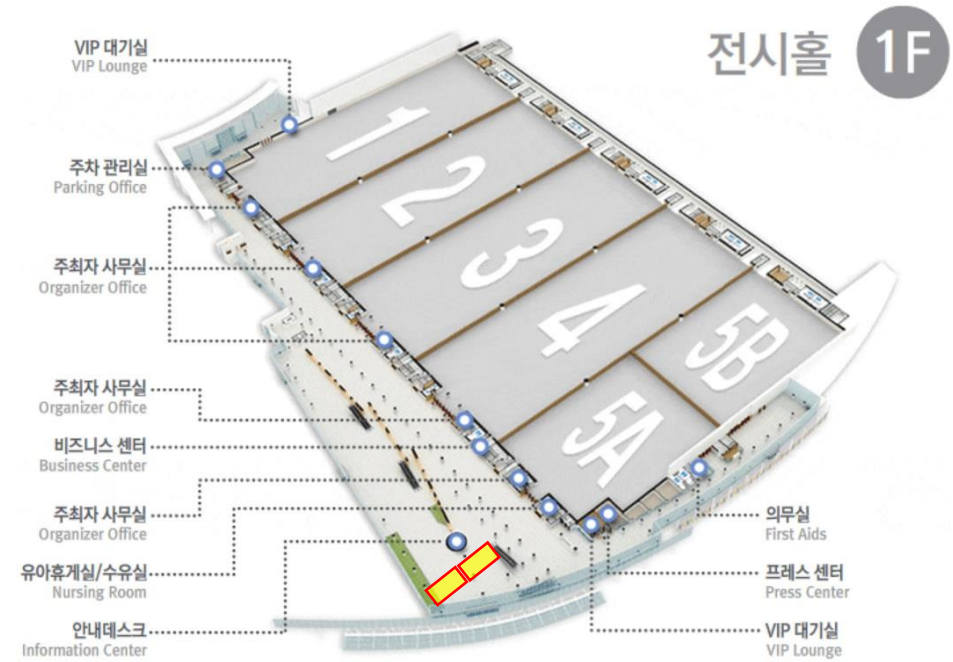 전시홀 1F
VIP 대기실
VIP Lounge
주차 관리실
Parking Office
주최자 사무실
Organizer Office
주최자 사무실
Organizer Office
비즈니스 센터
Business Center
주최자 사무실
Organizer Office
유아휴게실/수유실
Nursing Room
안내데스크
Information Center
1
2
3
4
5A
5B
의무실
First Aids
프레스 센터
Press Center
VIP 대기실
VIP Lounge